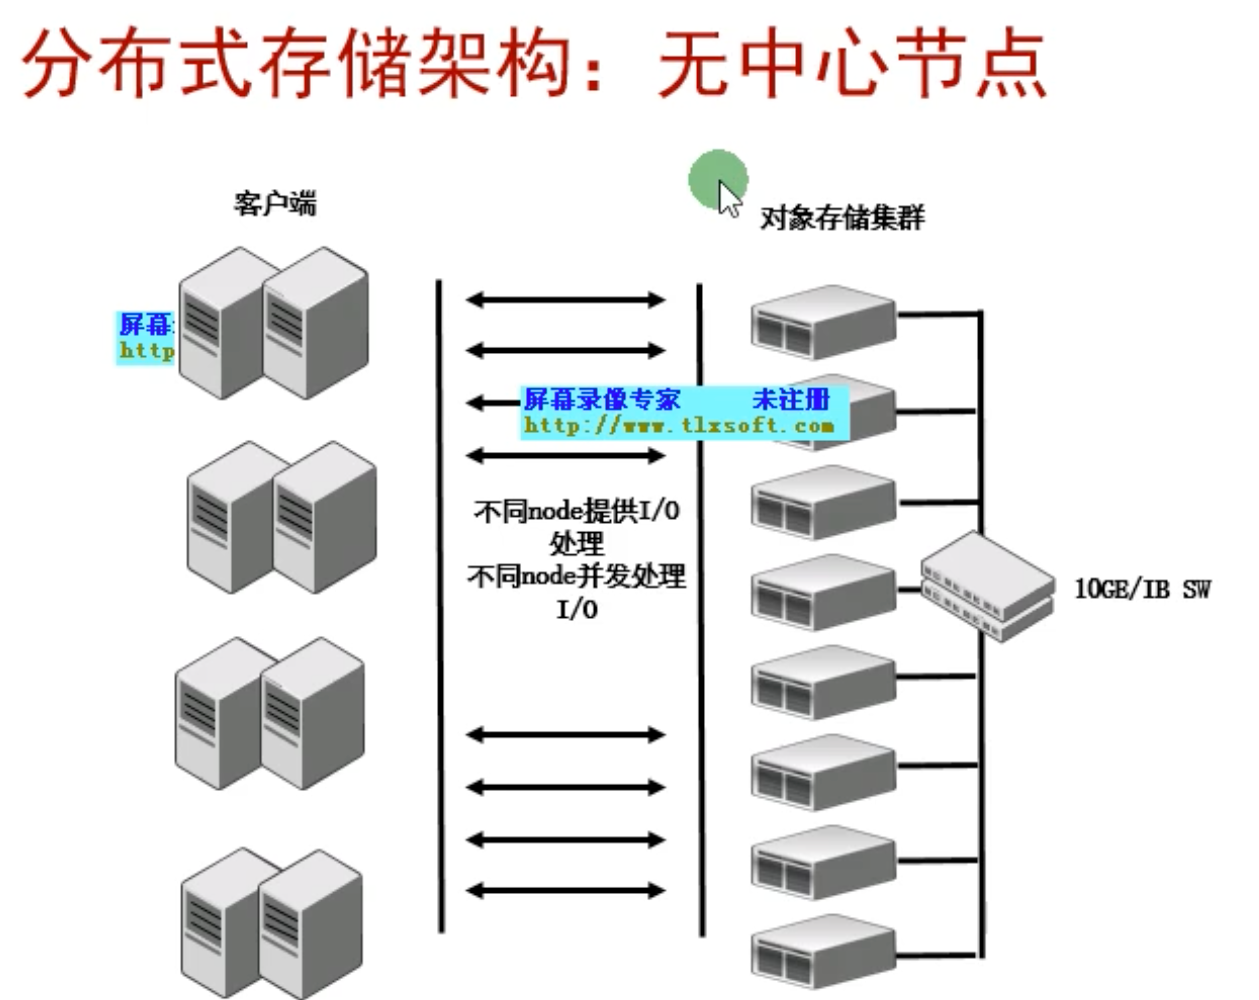 分布式存储架构：无中心节点
客户端
对象存储集群
屏幕
http
屏幕录像专家 未注册
http://www.tlxsoft.com
不同node提供I/O
处理
不同node并发处理
I/O
10GE/IB SW